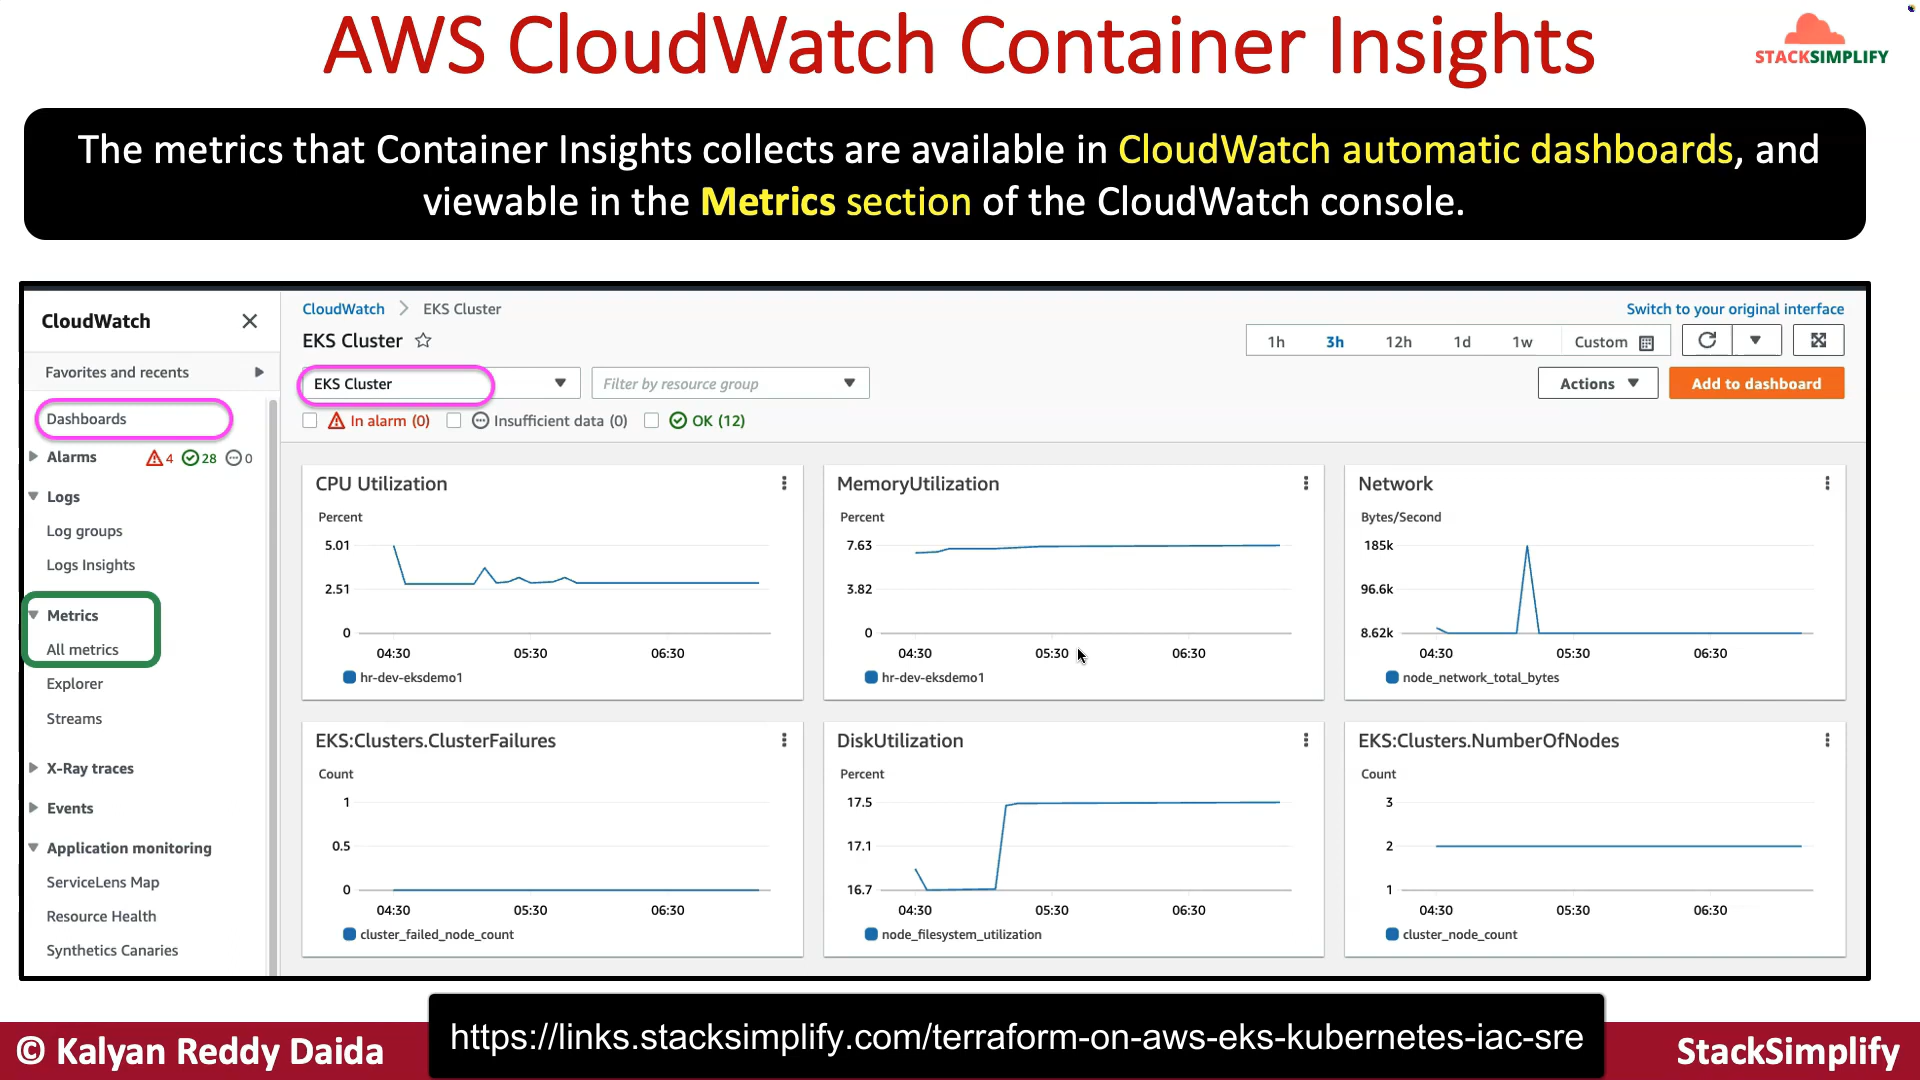 AWS CloudWatch Container Insights
STACKSIMPLIFY
The metrics that Container Insights collects are available in CloudWatch automatic dashboards, and
viewable in the Metrics section of the CloudWatch console.
CloudWatch
Favorites and recents
Dashboards
Alarms 4 28 0
Logs
Log groups
Logs Insights
Metrics
All metrics
Explorer
Streams
X-Ray traces
Events
Application monitoring
ServiceLens Map
Resource Health
Synthetics Canaries
CloudWatch > EKS Cluster
Switch to your original interface
EKS Cluster
1h 3h 12h 1d 1w Custom
EKS Cluster
Filter by resource group
Actions
Add to dashboard
In alarm (0) Insufficient data (0) OK (12)
CPU Utilization
Percent
5.01
2.51
0
04:30 05:30 06:30
hr-dev-eksdemo1
MemoryUtilization
Percent
7.63
3.82
0
04:30 05:30 06:30
hr-dev-eksdemo1
Network
Bytes/Second
185k
96.6k
8.62k
04:30 05:30 06:30
node_network_total_bytes
EKS:Clusters.ClusterFailures
Count
1
0.5
0
04:30 05:30 06:30
cluster_failed_node_count
DiskUtilization
Percent
17.5
17.1
16.7
04:30 05:30 06:30
node_filesystem_utilization
EKS:Clusters.NumberOfNodes
Count
3
2
1
04:30 05:30 06:30
cluster_node_count
© Kalyan Reddy Daida
https://links.stacksimplify.com/terraform-on-aws-eks-kubernetes-iac-sre
StackSimplify